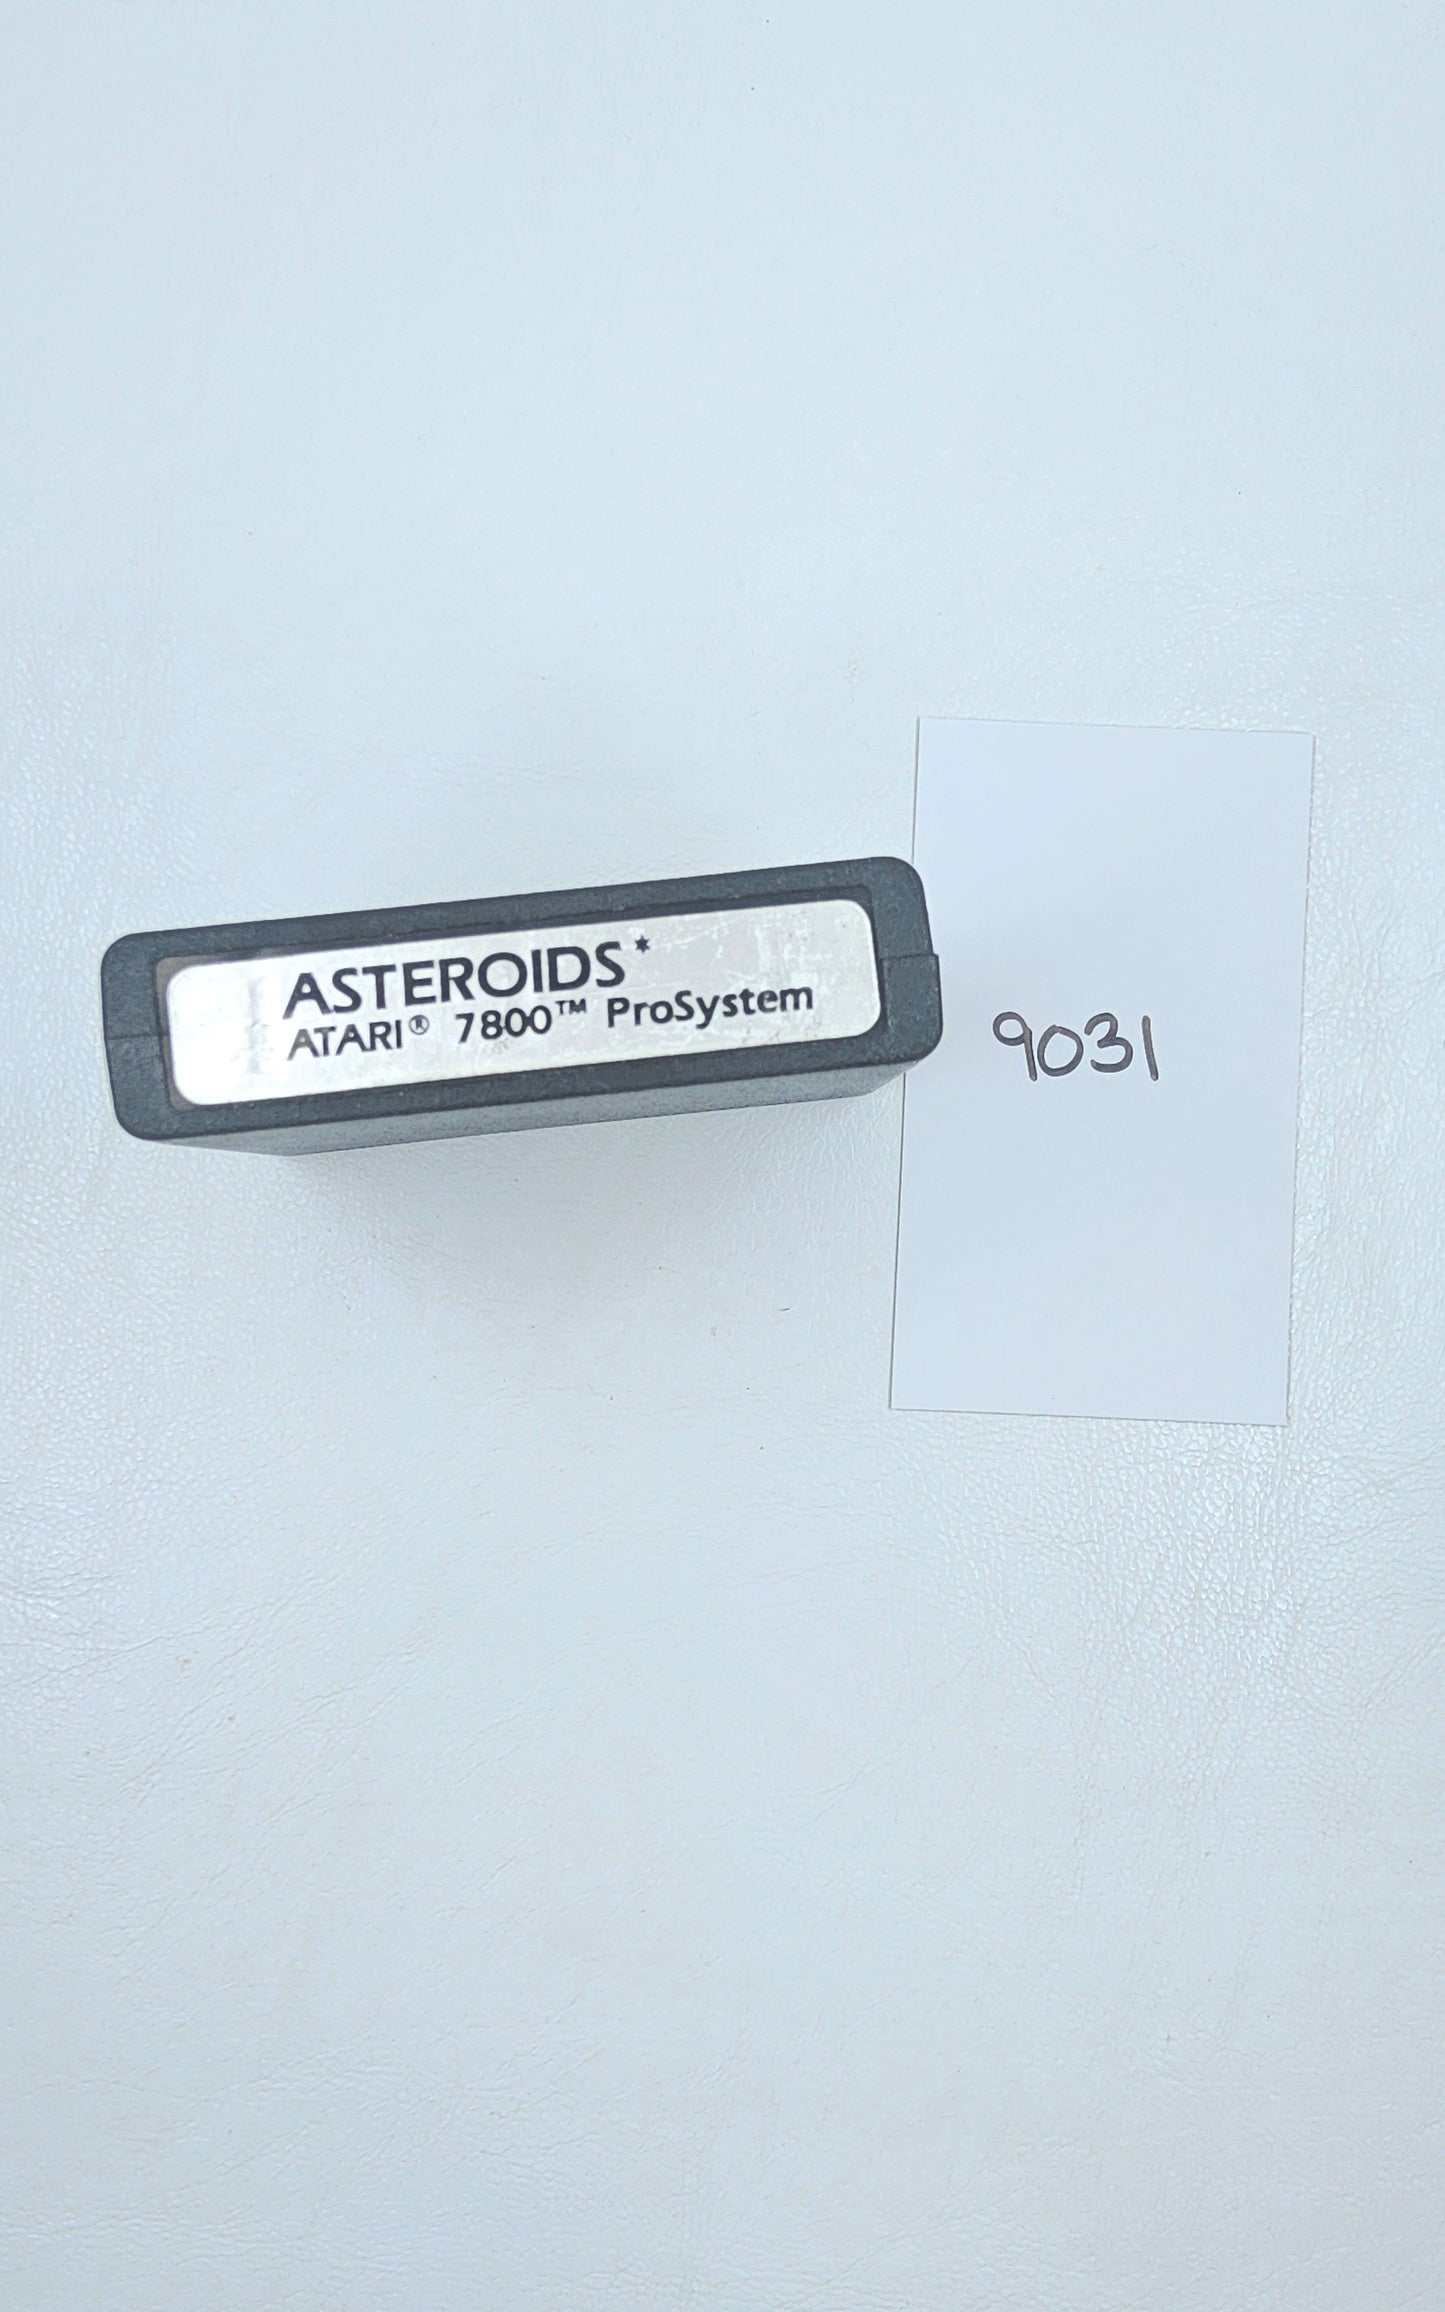 ASTEROIDS*
ATARI® 7800™ ProSystem
9031